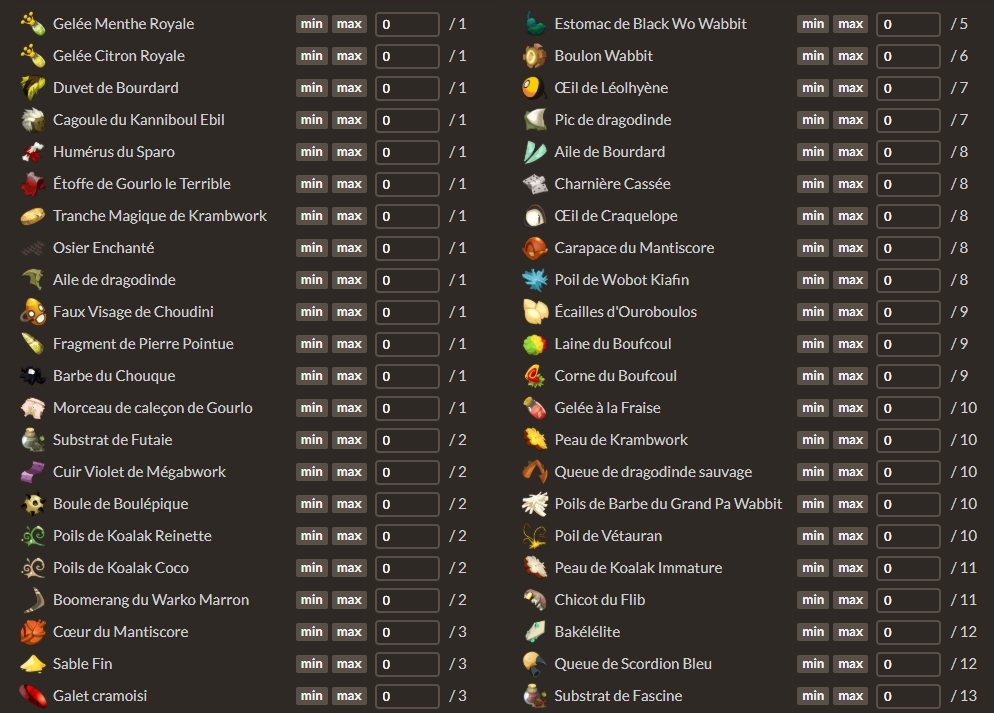 Gelée Menthe Royale min max 0 / 1
Gelée Citron Royale min max 0 / 1
Duvet de Bourdard min max 0 / 1
Cagoule du Kanniboul Ebil min max 0 / 1
Humérus du Sparo min max 0 / 1
Étoffe de Gourlo le Terrible min max 0 / 1
Tranche Magique de Krambwork min max 0 / 1
Osier Enchanté min max 0 / 1
Aile de dragodinde min max 0 / 1
Faux Visage de Choudini min max 0 / 1
Fragment de Pierre Pointue min max 0 / 1
Barbe du Chouque min max 0 / 1
Morceau de caleçon de Gourlo min max 0 / 1
Substrat de Futaie min max 0 / 2
Cuir Violet de Mégabwork min max 0 / 2
Boule de Boulépique min max 0 / 2
Poils de Koalak Reinette min max 0 / 2
Poils de Koalak Coco min max 0 / 2
Boomerang du Warko Marron min max 0 / 2
Cœur du Mantiscore min max 0 / 3
Sable Fin min max 0 / 3
Galet cramoisi min max 0 / 3
Estomac de Black Wo Wabbit min max 0 / 5
Boulon Wabbit min max 0 / 6
Œil de Léolhyène min max 0 / 7
Pic de dragodinde min max 0 / 7
Aile de Bourdard min max 0 / 8
Charnière Cassée min max 0 / 8
Œil de Craquelope min max 0 / 8
Carapace du Mantiscore min max 0 / 8
Poil de Wobot Kiafin min max 0 / 8
Écailles d'Ouroboulos min max 0 / 9
Laine du Boufcoul min max 0 / 9
Corne du Boufcoul min max 0 / 9
Gelée à la Fraise min max 0 / 10
Peau de Krambwork min max 0 / 10
Queue de dragodinde sauvage min max 0 / 10
Poils de Barbe du Grand Pa Wabbit min max 0 / 10
Poil de Vétauran min max 0 / 10
Peau de Koalak Immature min max 0 / 11
Chicot du Flib min max 0 / 11
Bakélélite min max 0 / 12
Queue de Scordion Bleu min max 0 / 12
Substrat de Fascine min max 0 / 13